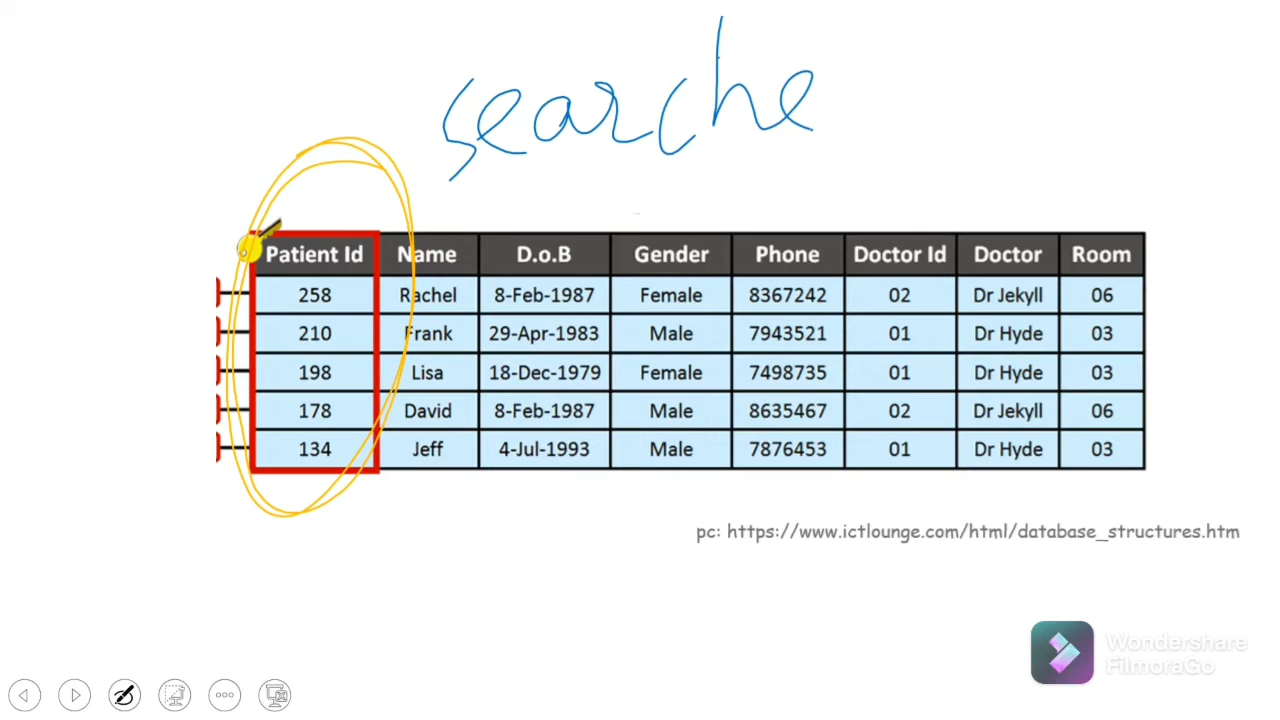 searche
Patient Id Name D.o.B Gender Phone Doctor Id Doctor Room
258 Rachel 8-Feb-1987 Female 8367242 02 Dr Jekyll 06
210 Frank 29-Apr-1983 Male 7943521 01 Dr Hyde 03
198 Lisa 18-Dec-1979 Female 7498735 01 Dr Hyde 03
178 David 8-Feb-1987 Male 8635467 02 Dr Jekyll 06
134 Jeff 4-Jul-1993 Male 7876453 01 Dr Hyde 03
pc: https://www.ictlounge.com/html/database_structures.htm
Wondershare
FilmoraGo